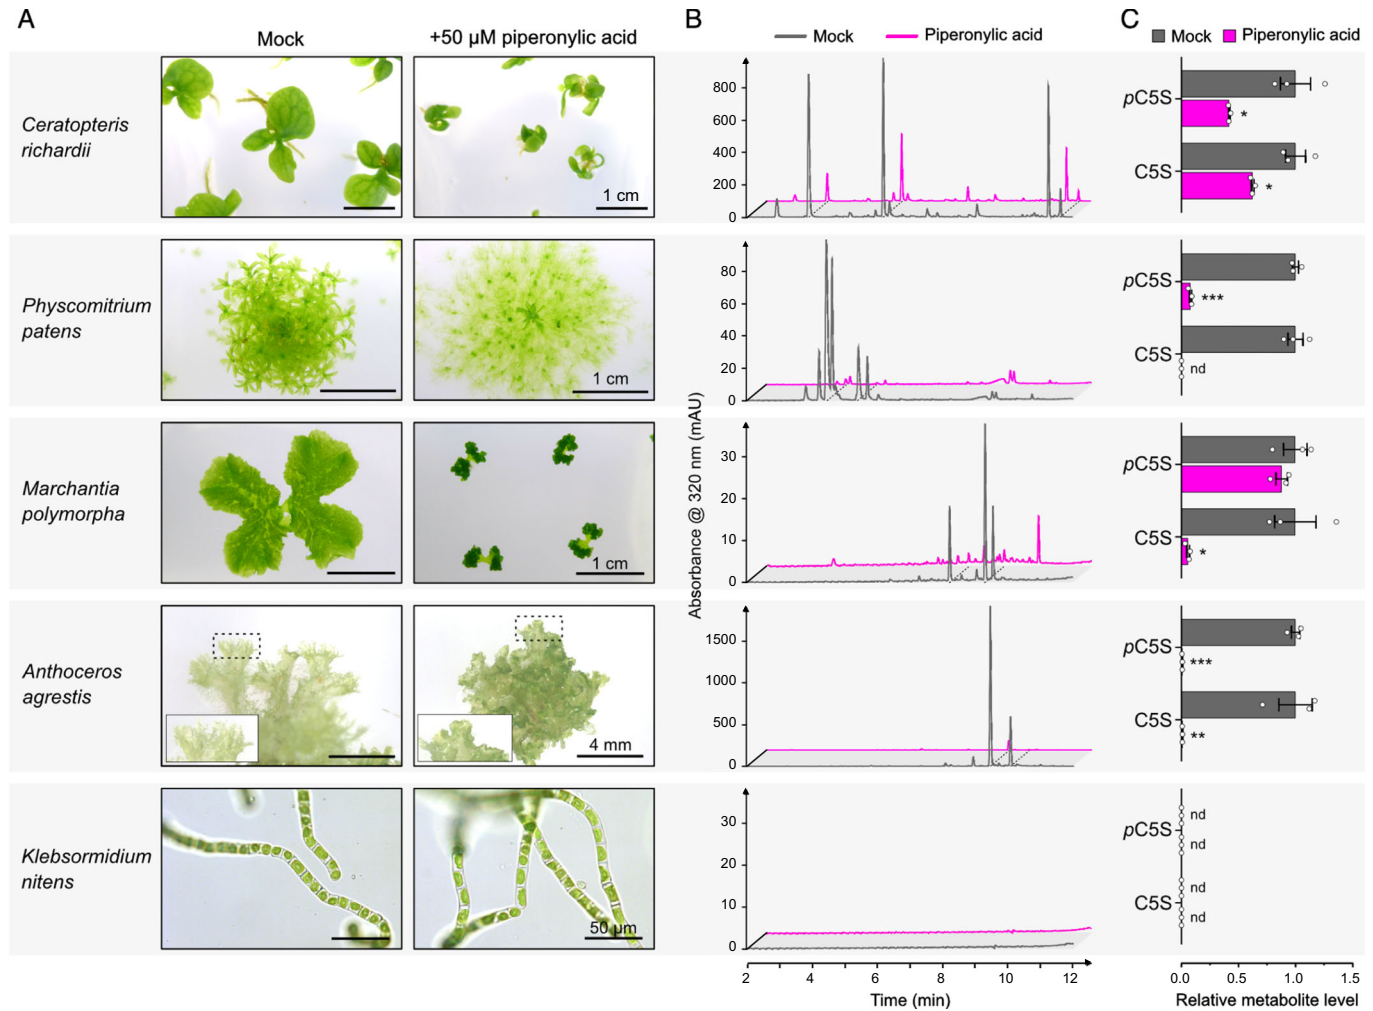 A
B
C
Mock
+50 µM piperonylic acid
Mock
Piperonylic acid
Mock
Piperonylic acid
Ceratopteris
richardii
1 cm
800
600
400
200
0
pC5S
*
C5S
*
Physcomitrium
patens
1 cm
80
60
40
20
0
pC5S
***
C5S
nd
Marchantia
polymorpha
1 cm
30
20
10
0
pC5S
C5S
*
Absorbance @ 320 nm (mAU)
Anthoceros
agrestis
4 mm
1500
1000
500
0
pC5S
***
C5S
**
Klebsormidium
nitens
50 µm
30
20
10
0
pC5S
nd
nd
C5S
nd
nd
2 4 6 8 10 12
Time (min)
0.0 0.5 1.0 1.5
Relative metabolite level